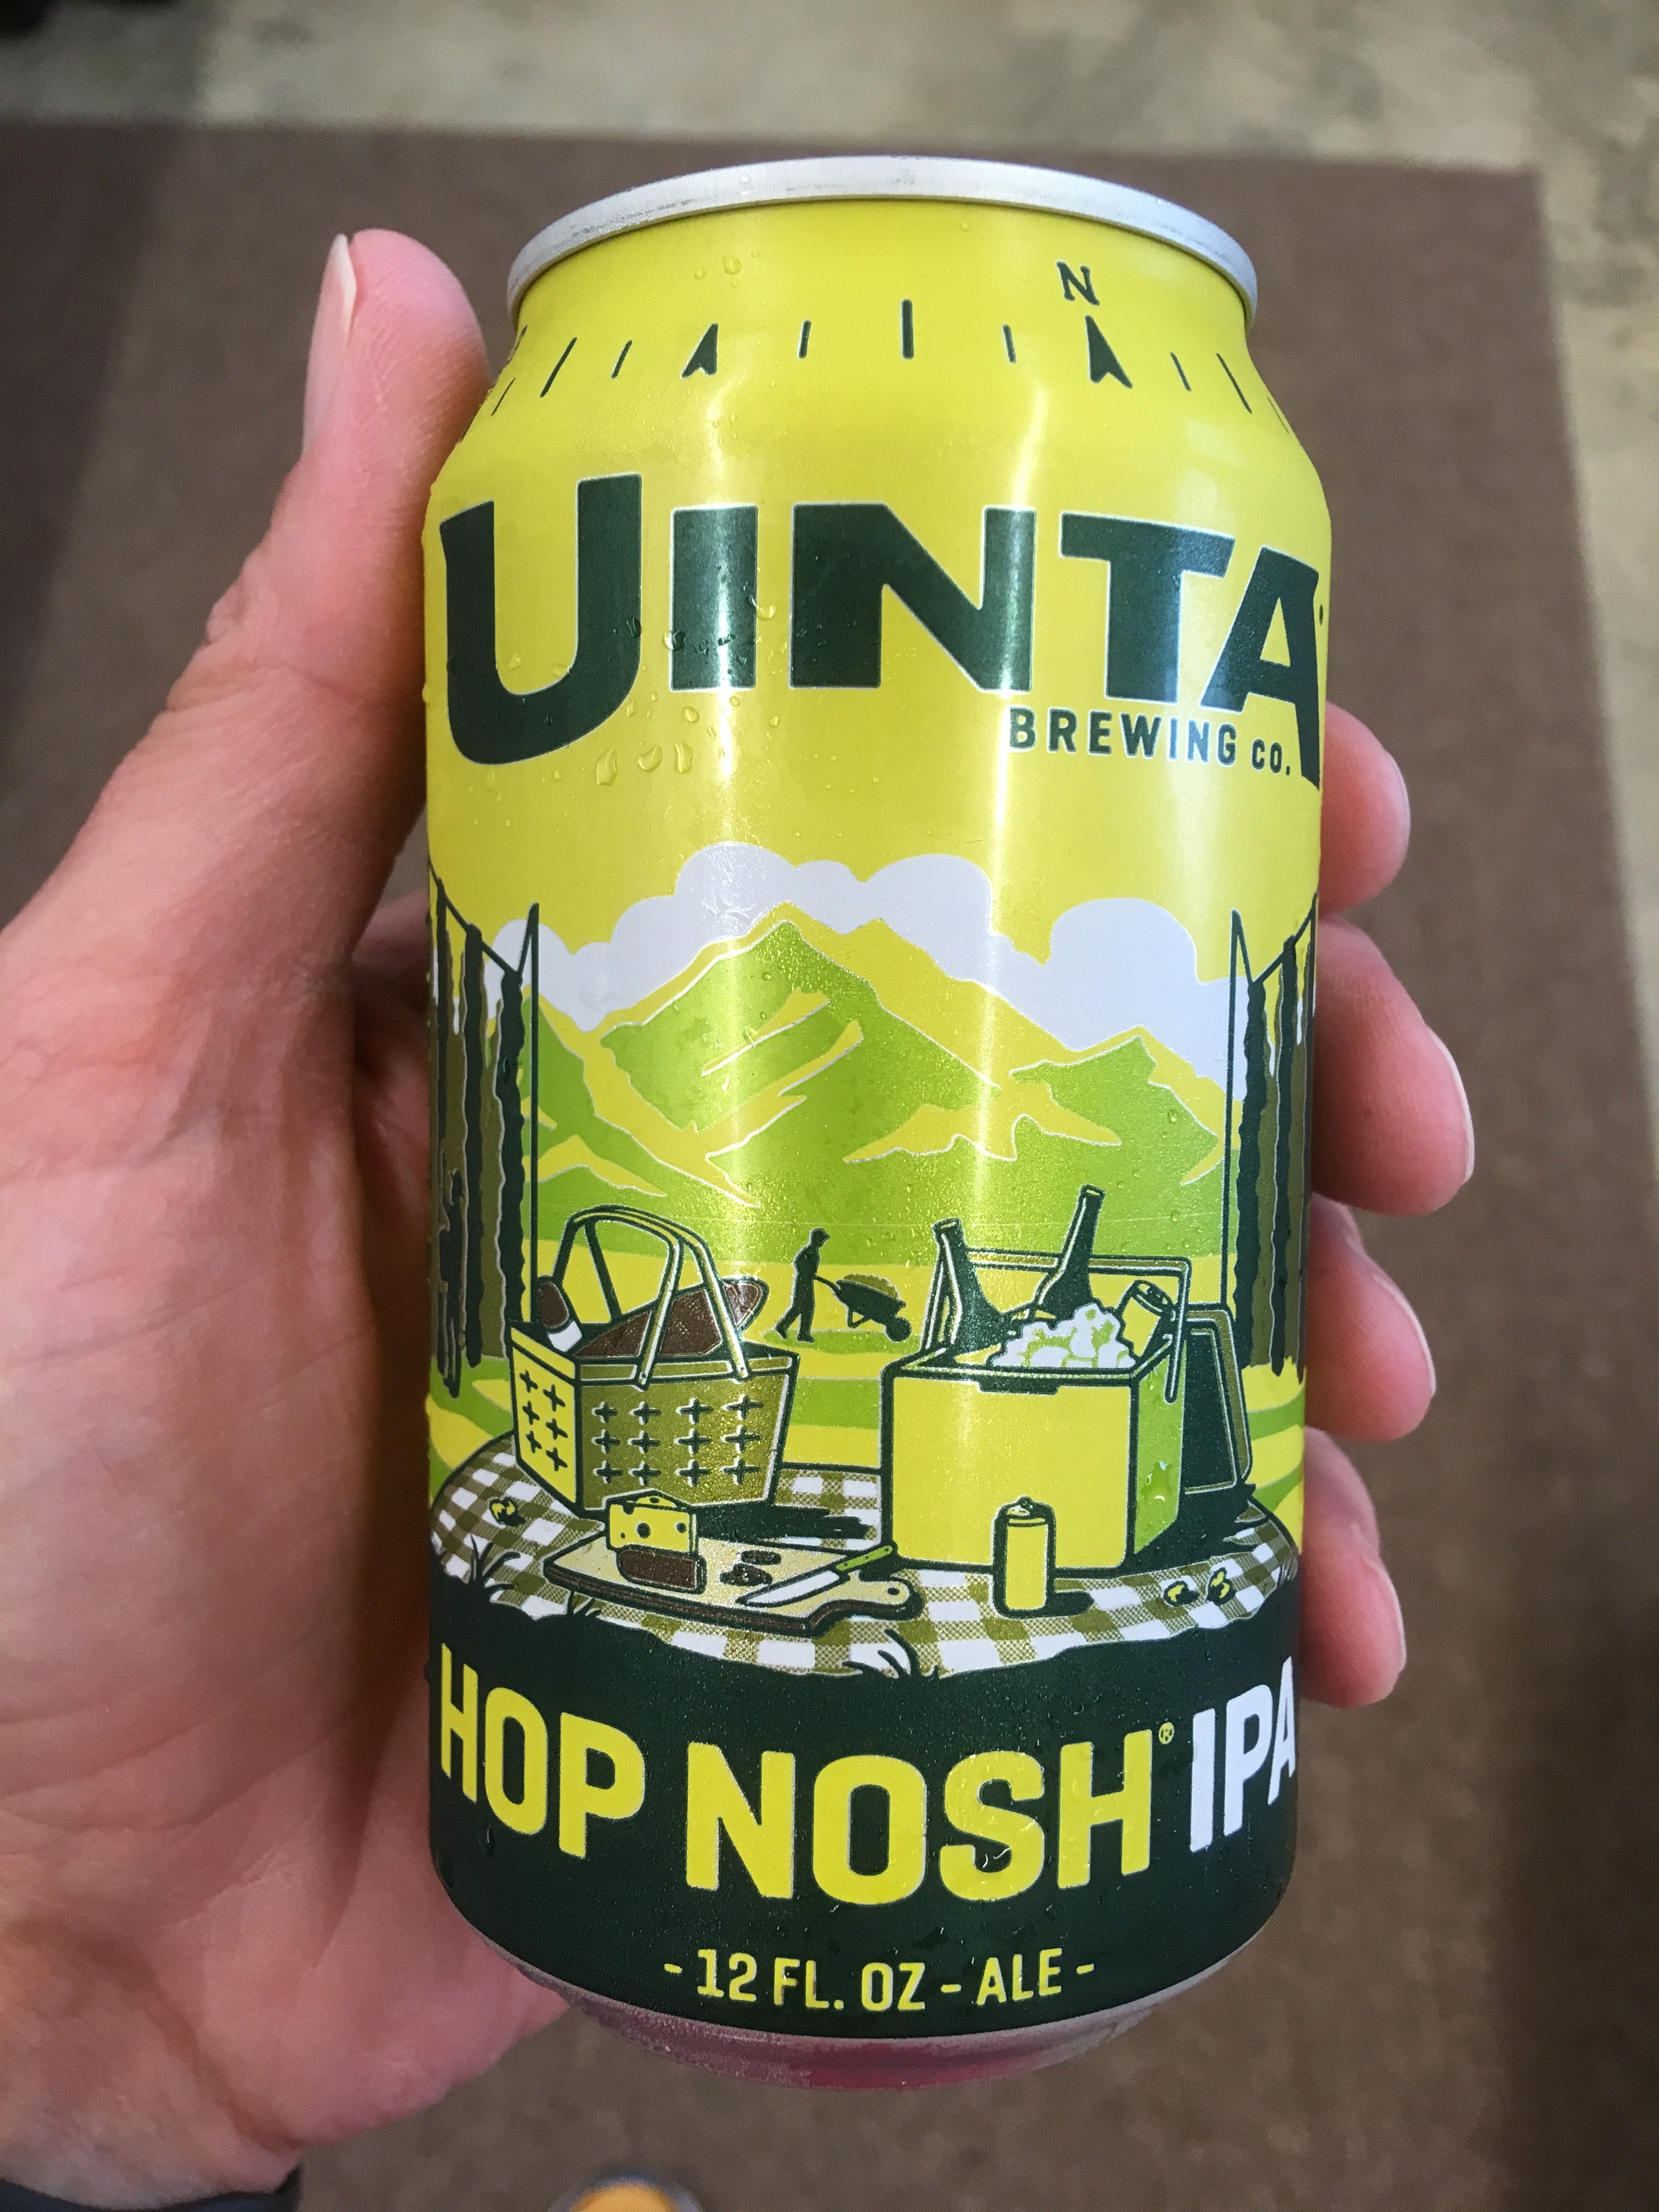 N
UINTA
BREWING CO.
HOP NOSH® IPA
- 12 FL. OZ - ALE -